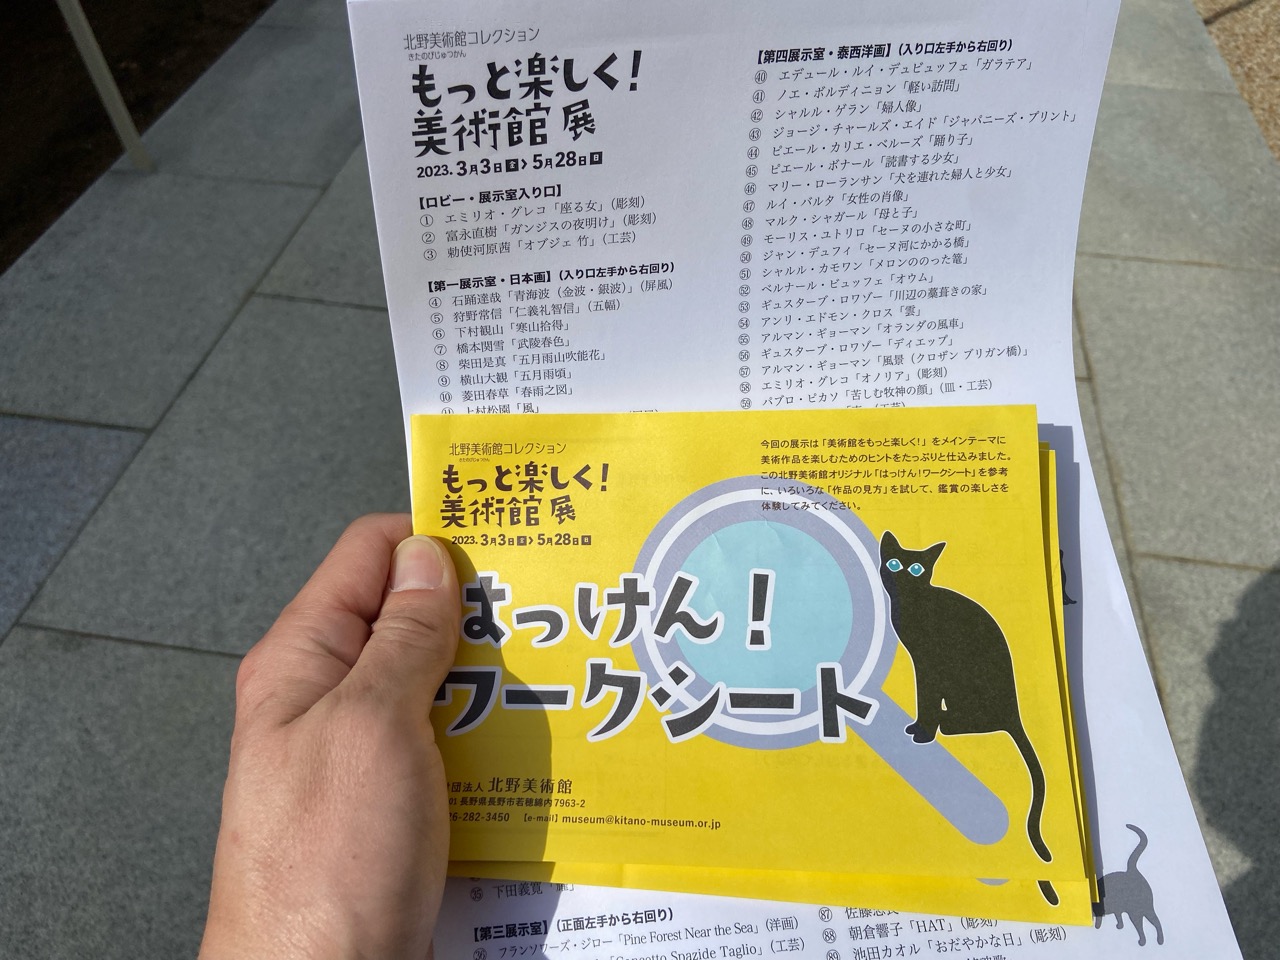 北野美術館コレクション
きたのびじゅつかん
もっと楽しく!
美術館 展
2023. 3月3日 金 › 5月28日 日
【ロビー・展示室入り口】
① エミリオ・グレコ「座る女」（彫刻）
② 富永直樹「ガンジスの夜明け」（彫刻）
③ 勅使河原茜「オブジェ 竹」（工芸）
【第一展示室・日本画】（入り口左手から右回り）
④ 石踊達哉「青海波（金波・銀波）」（屏風）
⑤ 狩野常信「仁義礼智信」（五幅）
⑥ 下村観山「寒山拾得」
⑦ 橋本関雪「武陵春色」
⑧ 柴田是真「五月雨山吹能花」
⑨ 横山大観「五月雨頃」
⑩ 菱田春草「春雨之図」
⑪ 上村松園「風」
【第四展示室・泰西洋画】（入り口左手から右回り）
㊵ エデュール・ルイ・デュビュッフェ「ガラテア」
㊶ ノエ・ボルディニョン「軽い訪問」
㊷ シャルル・ゲラン「婦人像」
㊸ ジョージ・チャールズ・エイド「ジャパニーズ・プリント」
㊹ ピエール・カリエ・ベルーズ「踊り子」
㊺ ピエール・ボナール「読書する少女」
㊻ マリー・ローランサン「犬を連れた婦人と少女」
㊼ ルイ・バルタ「女性の肖像」
㊽ マルク・シャガール「母と子」
㊾ モーリス・ユトリロ「セーヌの小さな町」
㊿ ジャン・デュフィ「セーヌ河にかかる橋」
51 シャルル・カモワン「メロンののった籠」
52 ベルナール・ビュッフェ「オウム」
53 ギュスターブ・ロワゾー「川辺の藁葺きの家」
54 アンリ・エドモン・クロス「雲」
55 アルマン・ギョーマン「オランダの風車」
56 ギュスターブ・ロワゾー「ディエップ」
57 アルマン・ギョーマン「風景（クロザン ブリガン橋）」
58 エミリオ・グレコ「オノリア」（彫刻）
59 パブロ・ピカソ「苦しむ牧神の顔」（皿・工芸）
北野美術館コレクション
きたのびじゅつかん
もっと楽しく!
美術館 展
2023. 3月3日 金 › 5月28日 日
今回の展示は「美術館をもっと楽しく!」をメインテーマに
美術作品を楽しむためのヒントをたっぷりと仕込みました。
この北野美術館オリジナル「はっけん!ワークシート」を参考
に、いろいろな「作品の見方」を試して、鑑賞の楽しさを
体験してみてください。
はっけん!
ワークシート
団法人 北野美術館
01 長野県長野市若穂綿内7963-2
26-282-3450 【e-mail】museum@kitano-museum.or.jp
㉟ 下田義寛
【第三展示室】（正面左手から右回り）
㊱ フランソワーズ・ジロー「Pine Forest Near the Sea」（洋画）
Concetto Spazide Taglio」（工芸）
87 佐藤忠良
88 朝倉響子「HAT」（彫刻）
89 池田カオル「おだやかな日」（彫刻）